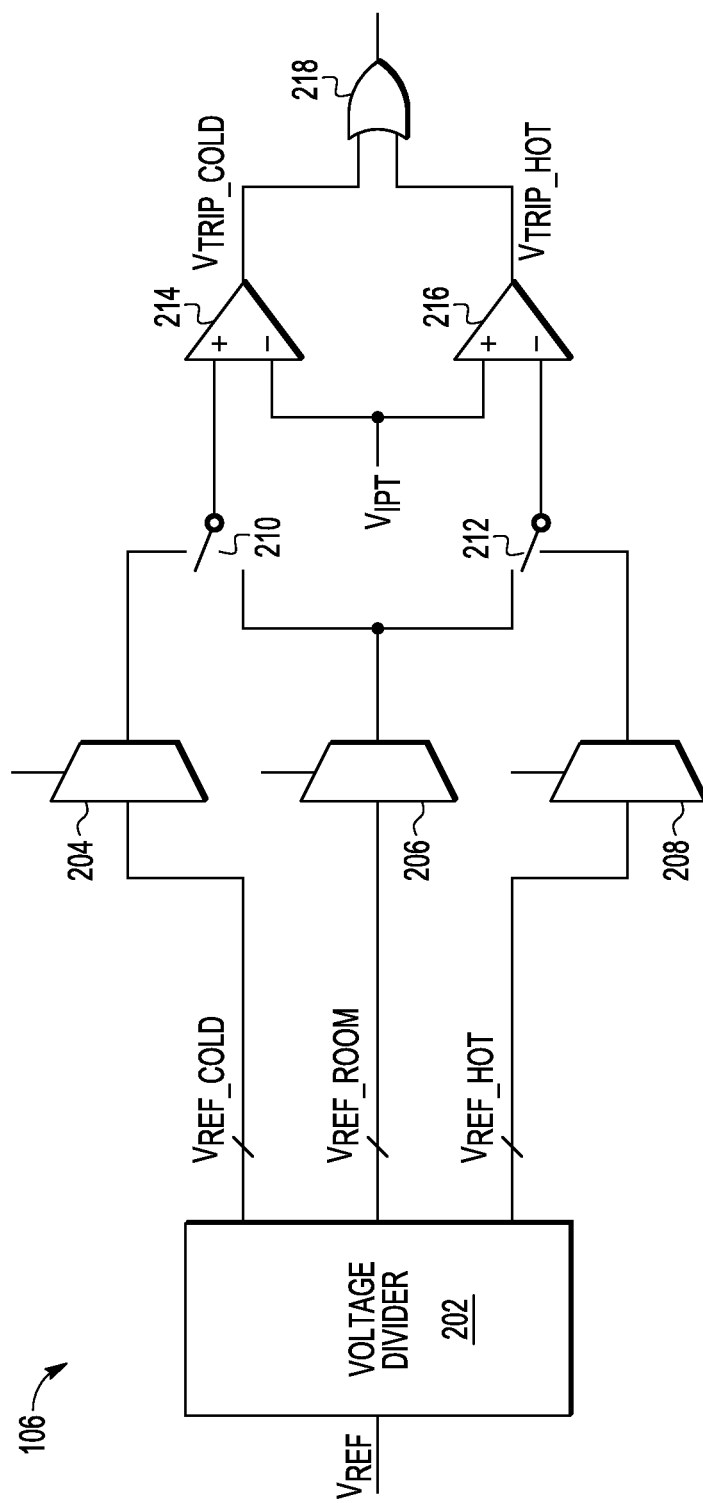 106
VREF
VOLTAGE
DIVIDER
202
VREF_COLD
VREF_ROOM
VREF_HOT
204
206
208
210
212
VIPT
214
+
−
216
+
−
VTRIP_COLD
VTRIP_HOT
218